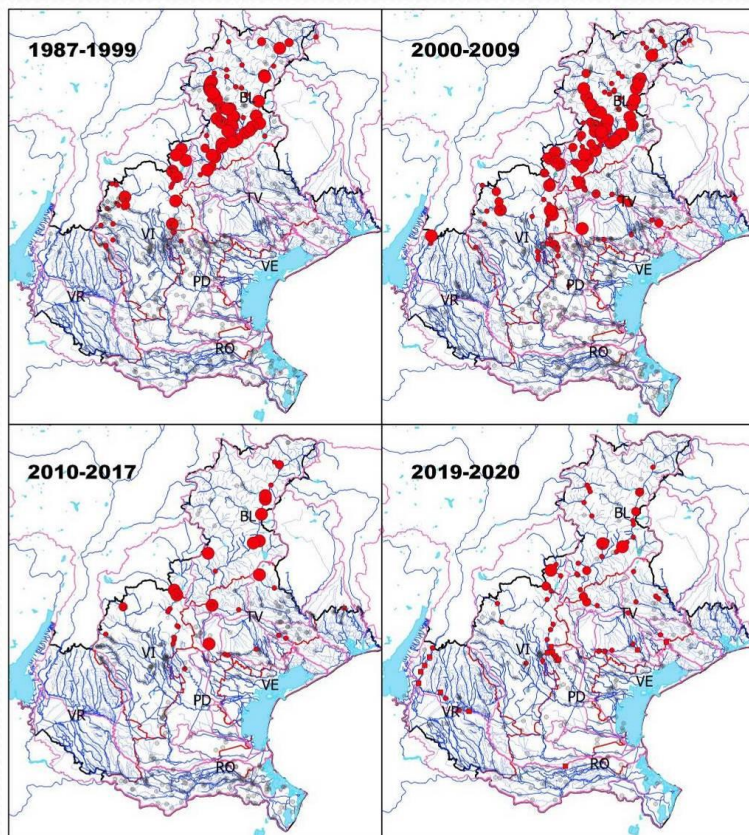 1987-1999
BL
TV
VI
VE
PD
VR
RO
2000-2009
BL
TV
VI
VE
PD
VR
RO
2010-2017
BL
TV
VI
VE
PD
VR
RO
2019-2020
BL
TV
VI
VE
PD
VR
RO